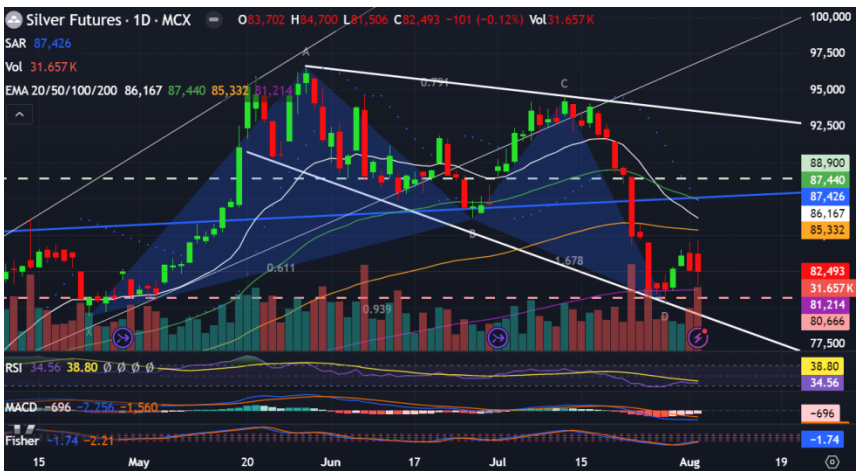 Silver Futures · 1D · MCX O83,702 H84,700 L81,506 C82,493 −101 (−0.12%) Vol31.657K
SAR 87,426
Vol 31.657K
EMA 20/50/100/200 86,167 87,440 85,332 81,214
100,000
97,500
95,000
92,500
88,900
87,440
87,426
86,167
85,332
82,493
31.657K
81,214
80,666
77,500
A
0.791
C
B
0.611
1.678
0.939
X
D
RSI 34.56 38.80 Ø Ø Ø Ø
38.80
34.56
MACD −696 −2,256 −1,560
−696
Fisher −1.74 −2.21
−1.74
15 May 20 Jun 17 Jul 15 Aug 19